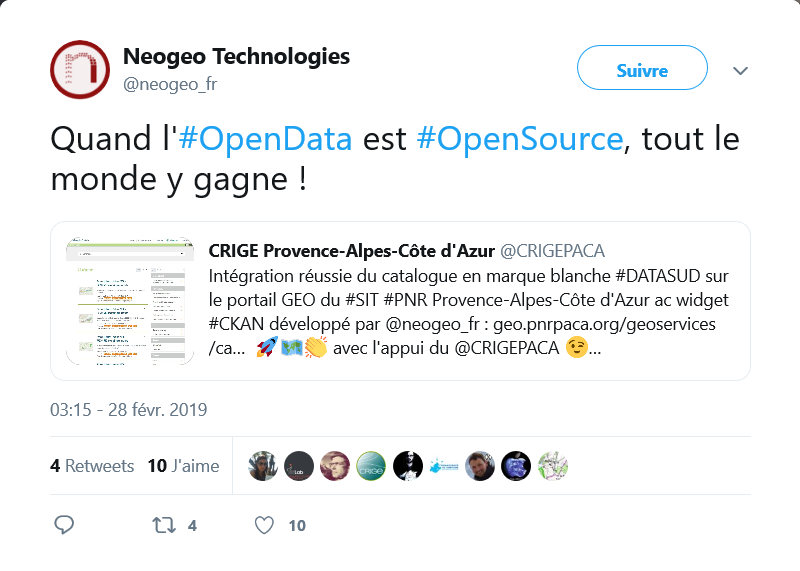 Neogeo Technologies
@neogeo_fr
Suivre
Quand l'#OpenData est #OpenSource, tout le
monde y gagne !
CRIGE Provence-Alpes-Côte d'Azur @CRIGEPACA
Intégration réussie du catalogue en marque blanche #DATASUD sur
le portail GEO du #SIT #PNR Provence-Alpes-Côte d'Azur ac widget
#CKAN développé par @neogeo_fr : geo.pnrpaca.org/geoservices
/ca... 🚀🗺️👏 avec l'appui du @CRIGEPACA 😉...
03:15 - 28 févr. 2019
4 Retweets 10 J'aime
4 10